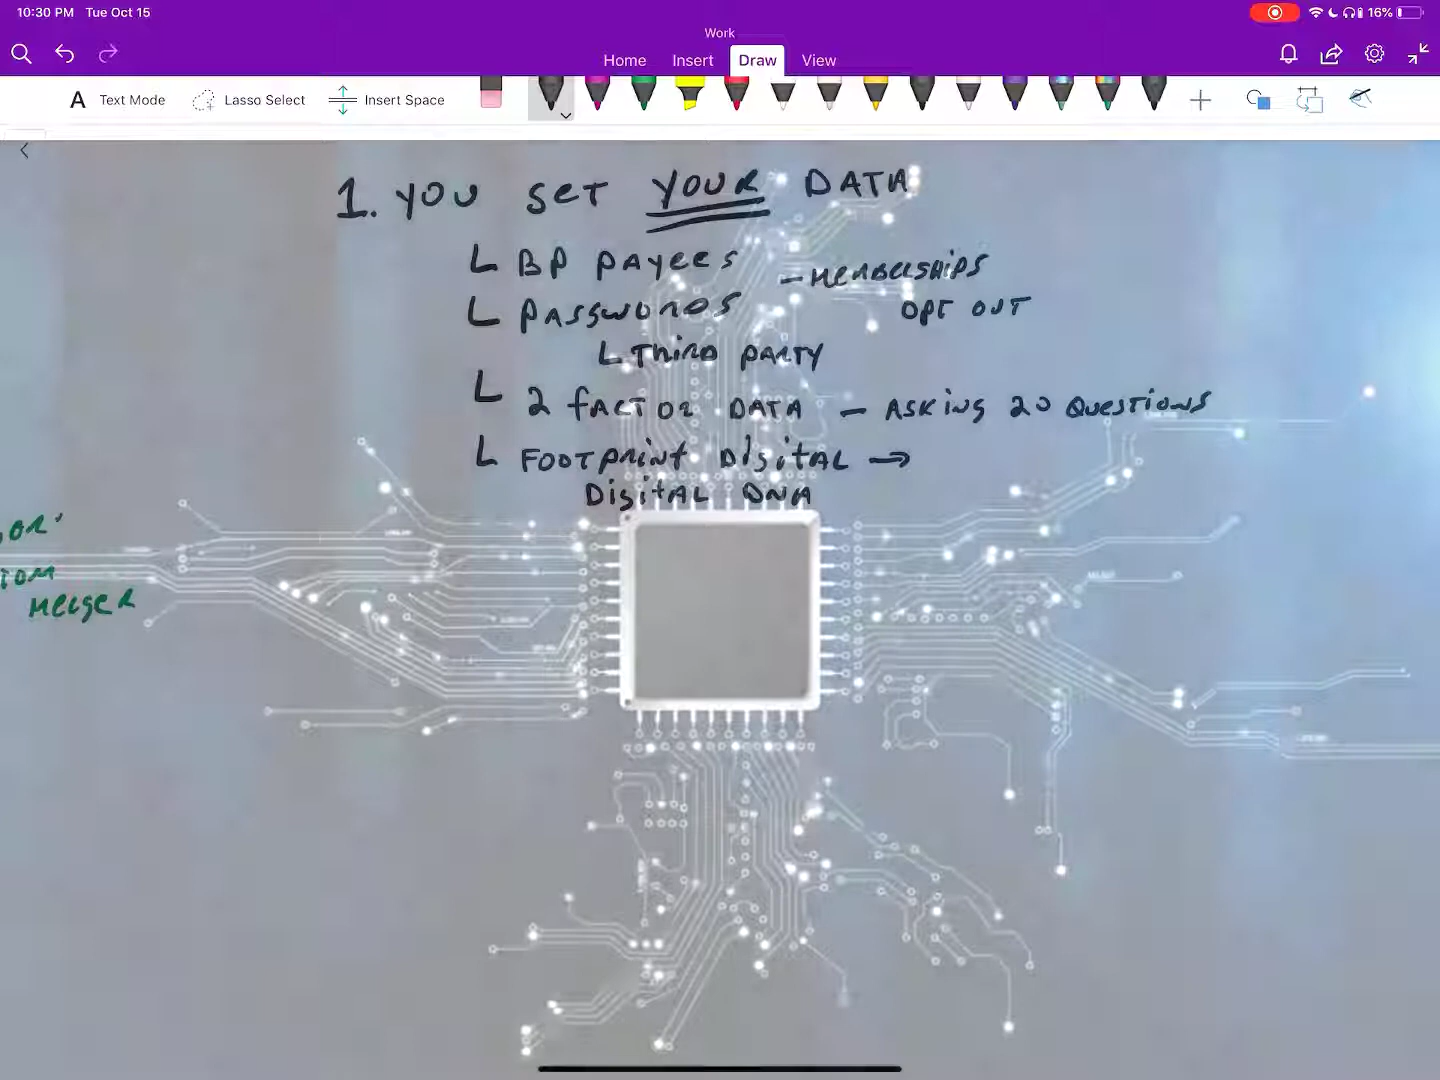 10:30 PM Tue Oct 15
16%
Work
Home Insert Draw View
A Text Mode Lasso Select Insert Space
1. YOU SET YOUR DATA
BP PAYEES
- MEMBERSHIPS
OPT OUT
PASSWORDS
THIRD PARTY
2 FACTOR DATA - ASKING 20 QUESTIONS
FOOTPRINT DIGITAL →
DIGITAL DNA
MERGER